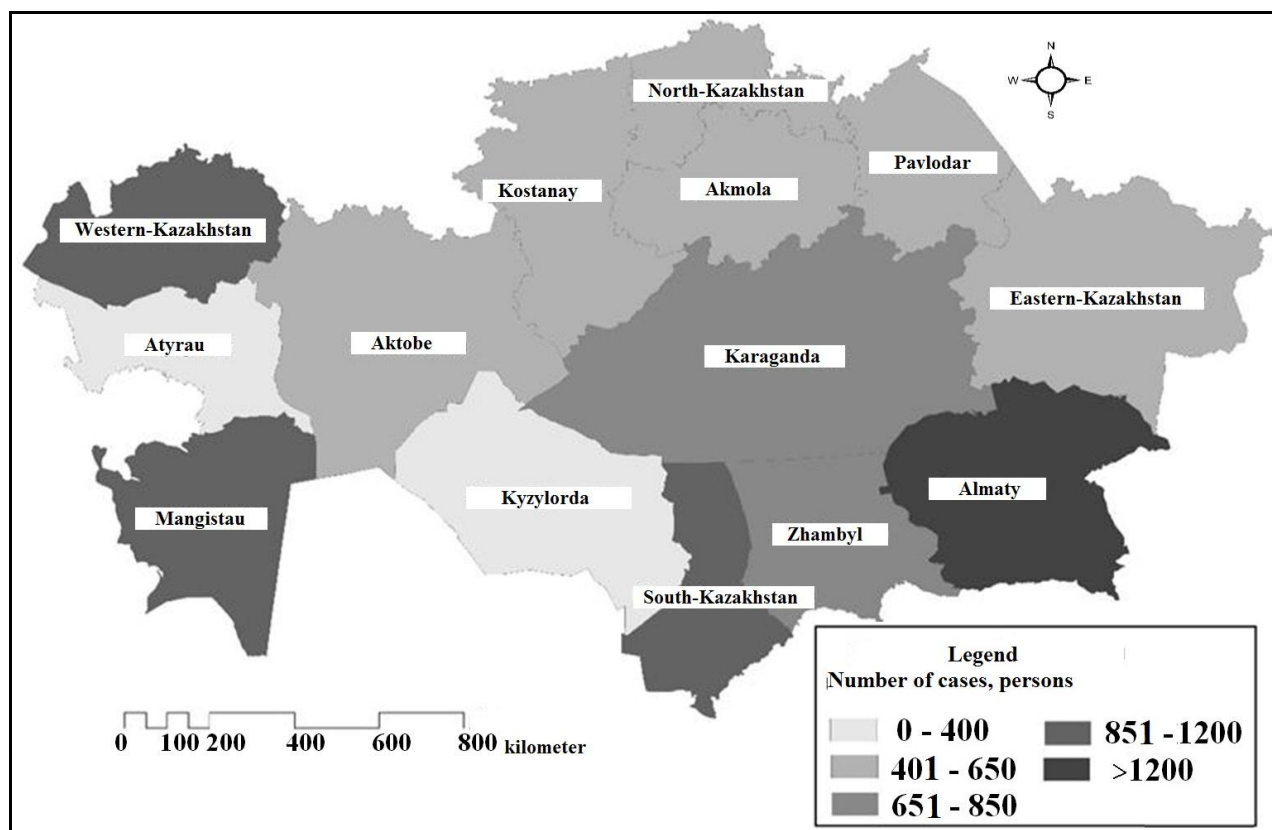 N
W E
S
North-Kazakhstan
Pavlodar
Kostanay
Akmola
Western-Kazakhstan
Eastern-Kazakhstan
Atyrau
Aktobe
Karaganda
Kyzylorda
Almaty
Mangistau
Zhambyl
South-Kazakhstan
Legend
Number of cases, persons
0 - 400
401 - 650
651 - 850
851 -1200
>1200
0 100 200 400 600 800 kilometer